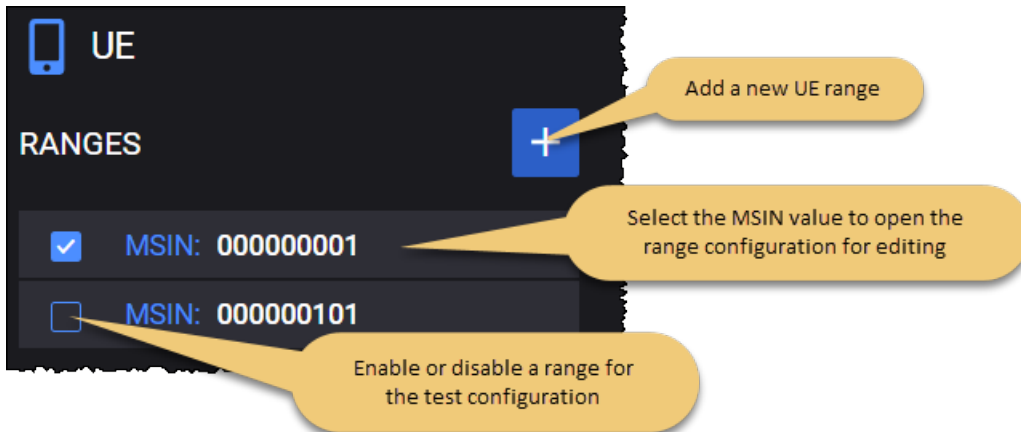 UE
Add a new UE range
RANGES
Select the MSIN value to open the
range configuration for editing
MSIN: 000000001
MSIN: 000000101
Enable or disable a range for
the test configuration